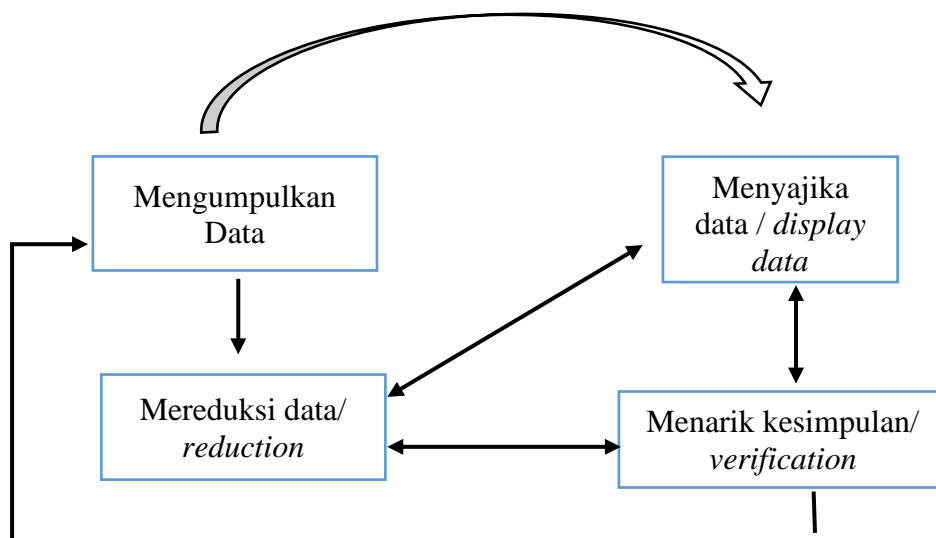 Mengumpulkan
Data
Menyajika
data / display
data
Mereduksi data/
reduction
Menarik kesimpulan/
verification